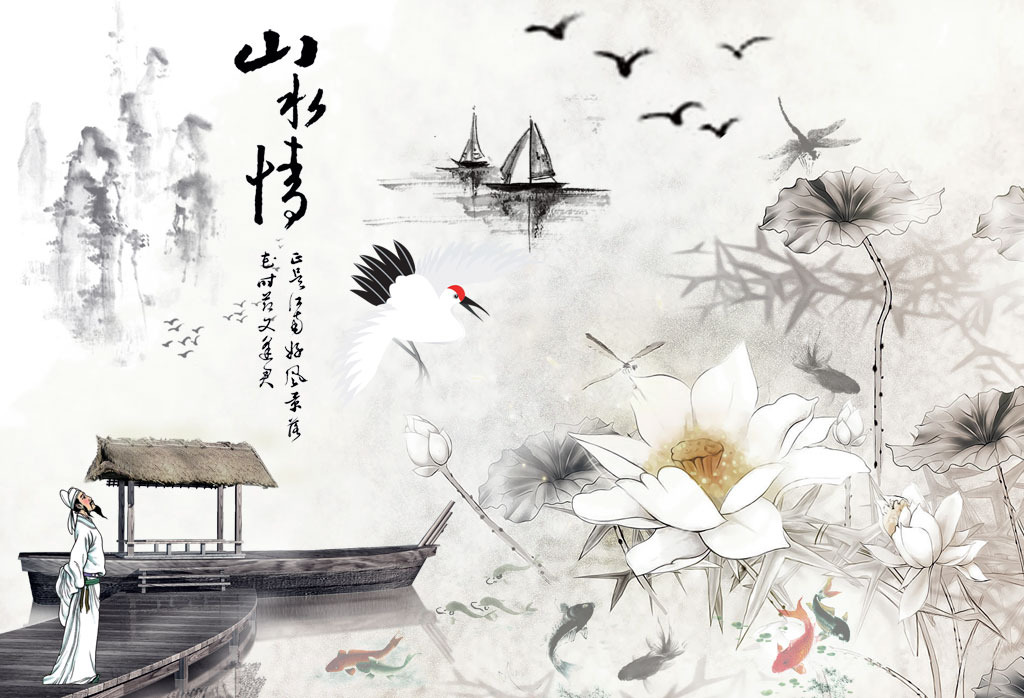 山水情
正是江南好风景落
花时节又逢君